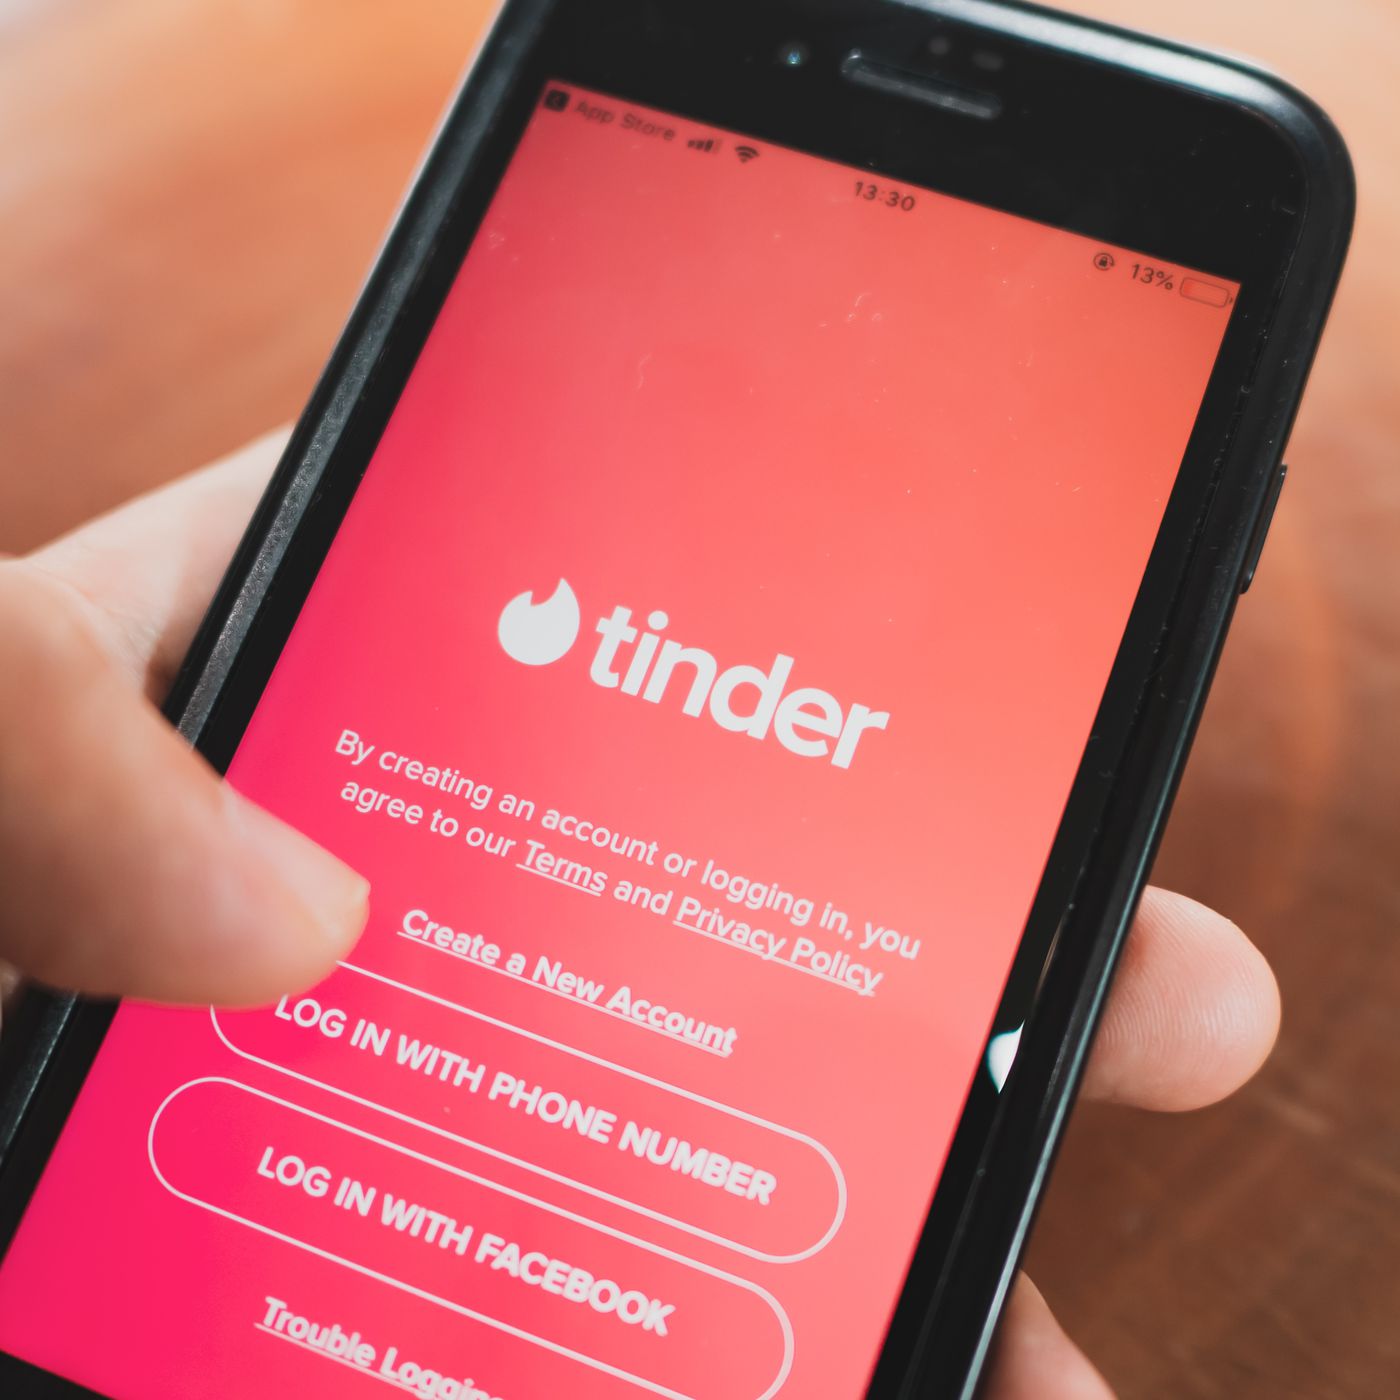 App Store
13:30
13%
tinder
By creating an account or logging in, you
agree to our Terms and Privacy Policy
Create a New Account
LOG IN WITH PHONE NUMBER
LOG IN WITH FACEBOOK
Trouble Logging